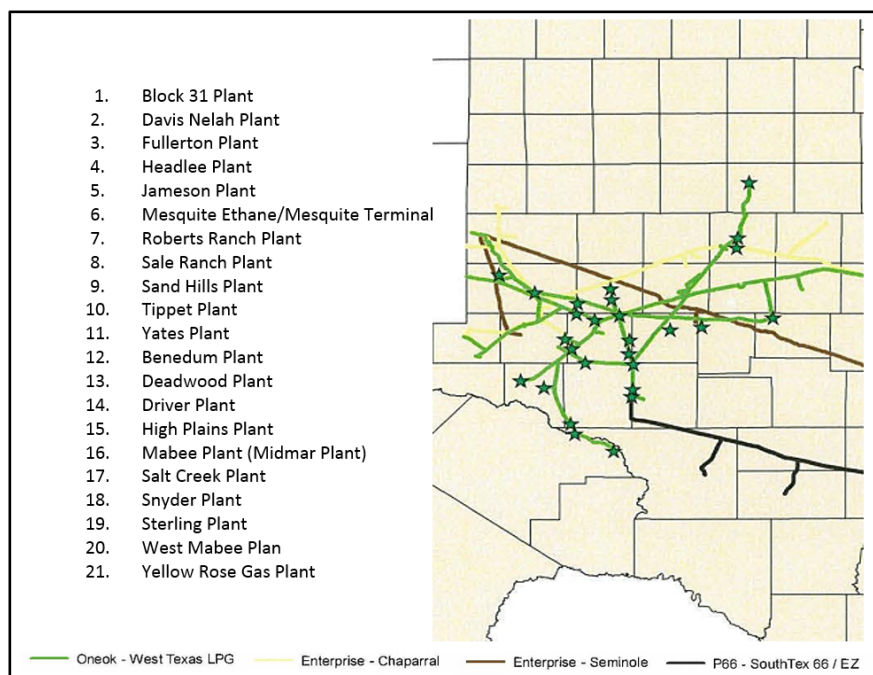 1. Block 31 Plant
2. Davis Nelah Plant
3. Fullerton Plant
4. Headlee Plant
5. Jameson Plant
6. Mesquite Ethane/Mesquite Terminal
7. Roberts Ranch Plant
8. Sale Ranch Plant
9. Sand Hills Plant
10. Tippet Plant
11. Yates Plant
12. Benedum Plant
13. Deadwood Plant
14. Driver Plant
15. High Plains Plant
16. Mabee Plant (Midmar Plant)
17. Salt Creek Plant
18. Snyder Plant
19. Sterling Plant
20. West Mabee Plan
21. Yellow Rose Gas Plant
Oneok - West Texas LPG Enterprise - Chaparral Enterprise - Seminole P66 - SouthTex 66 / EZ